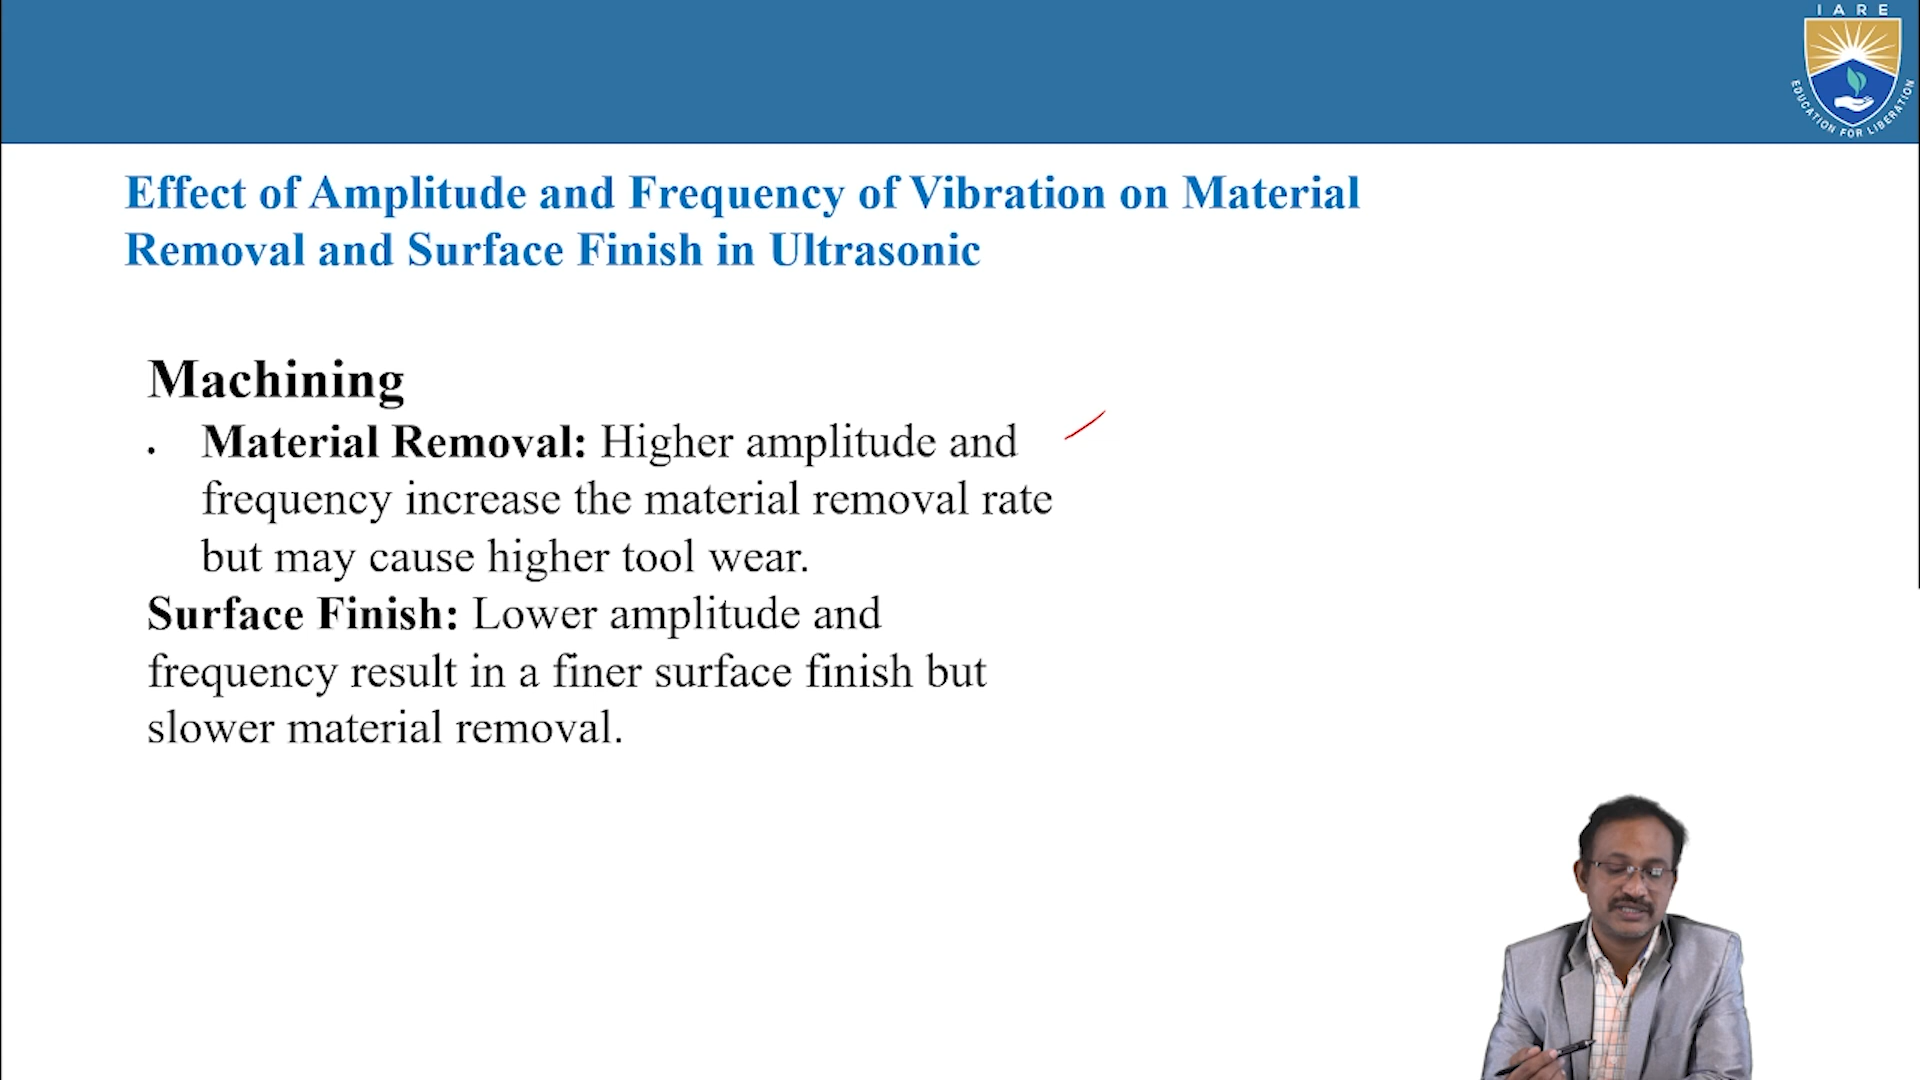 IARE
EDUCATION FOR LIBERATION
Effect of Amplitude and Frequency of Vibration on Material
Removal and Surface Finish in Ultrasonic
Machining
• Material Removal: Higher amplitude and
frequency increase the material removal rate
but may cause higher tool wear.
Surface Finish: Lower amplitude and
frequency result in a finer surface finish but
slower material removal.